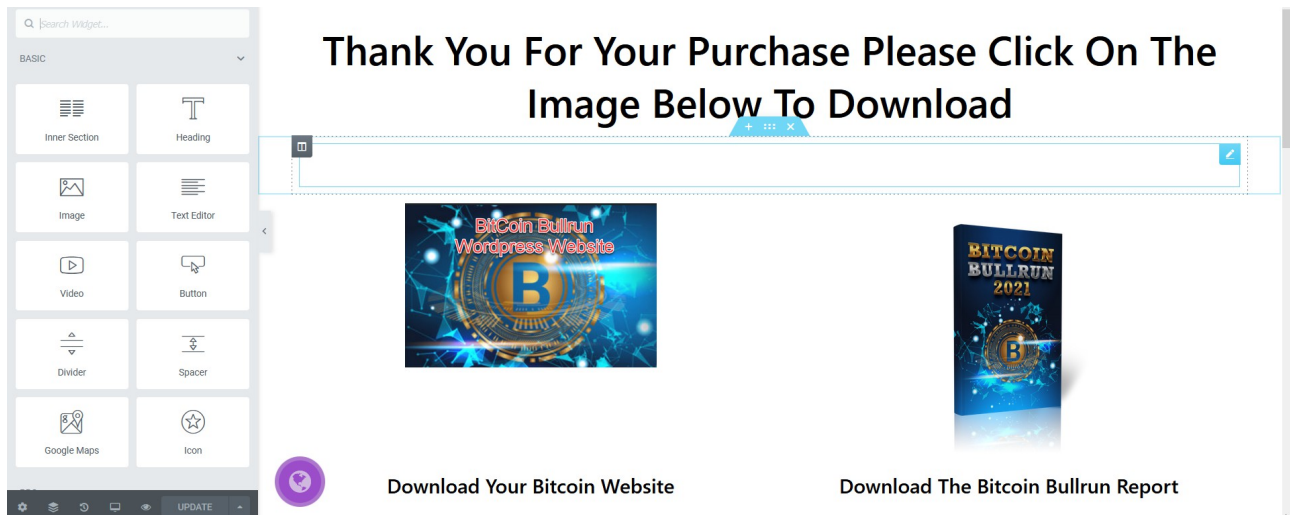 Search Widget...
BASIC
Inner Section
Heading
Image
Text Editor
Video
Button
Divider
Spacer
Google Maps
Icon
UPDATE
Thank You For Your Purchase Please Click On The
Image Below To Download
BitCoin Bullrun
Wordpress Website
B
BITCOIN
BULLRUN
2021
B
Download Your Bitcoin Website
Download The Bitcoin Bullrun Report